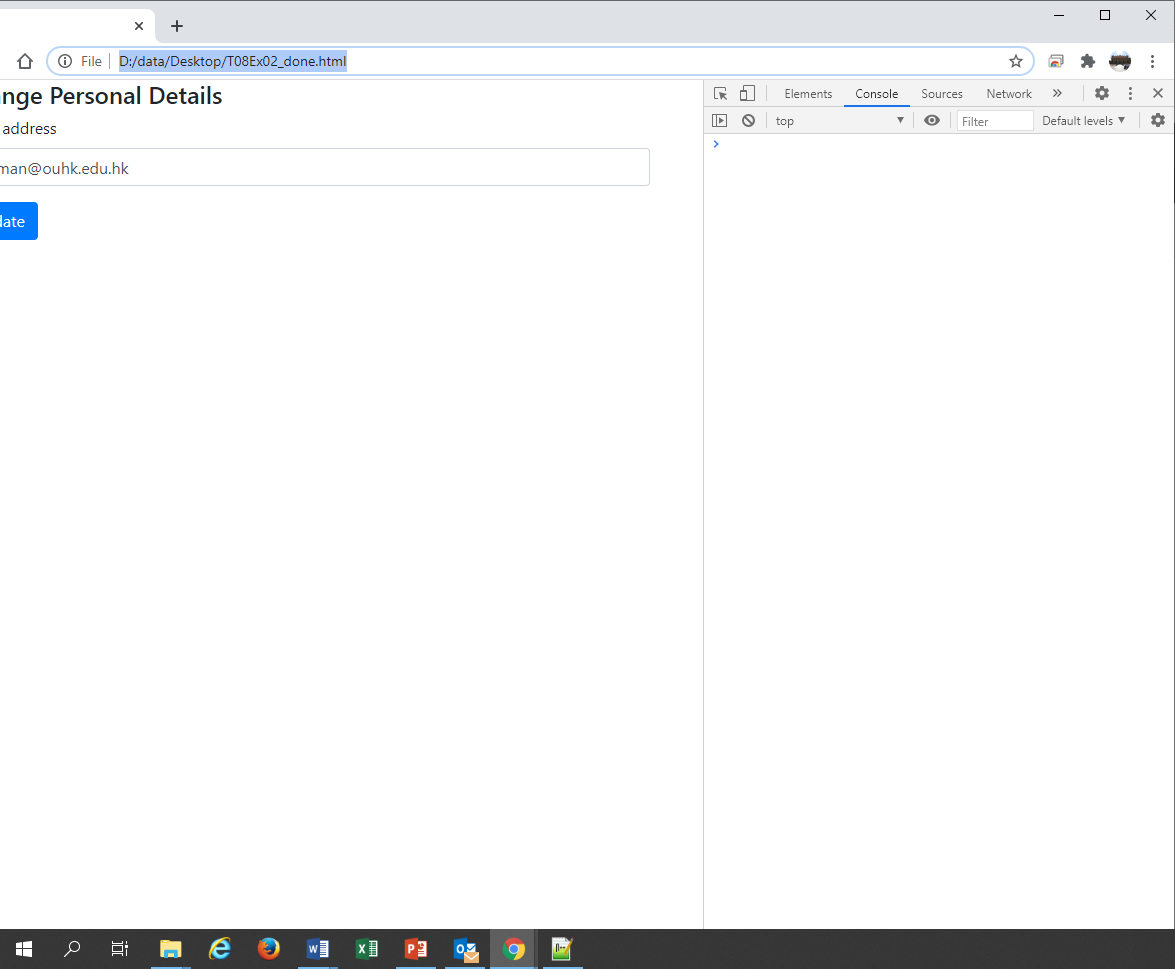 File D:/data/Desktop/T08Ex02_done.html
nge Personal Details
address
man@ouhk.edu.hk
date
Elements Console Sources Network »
top Filter Default levels